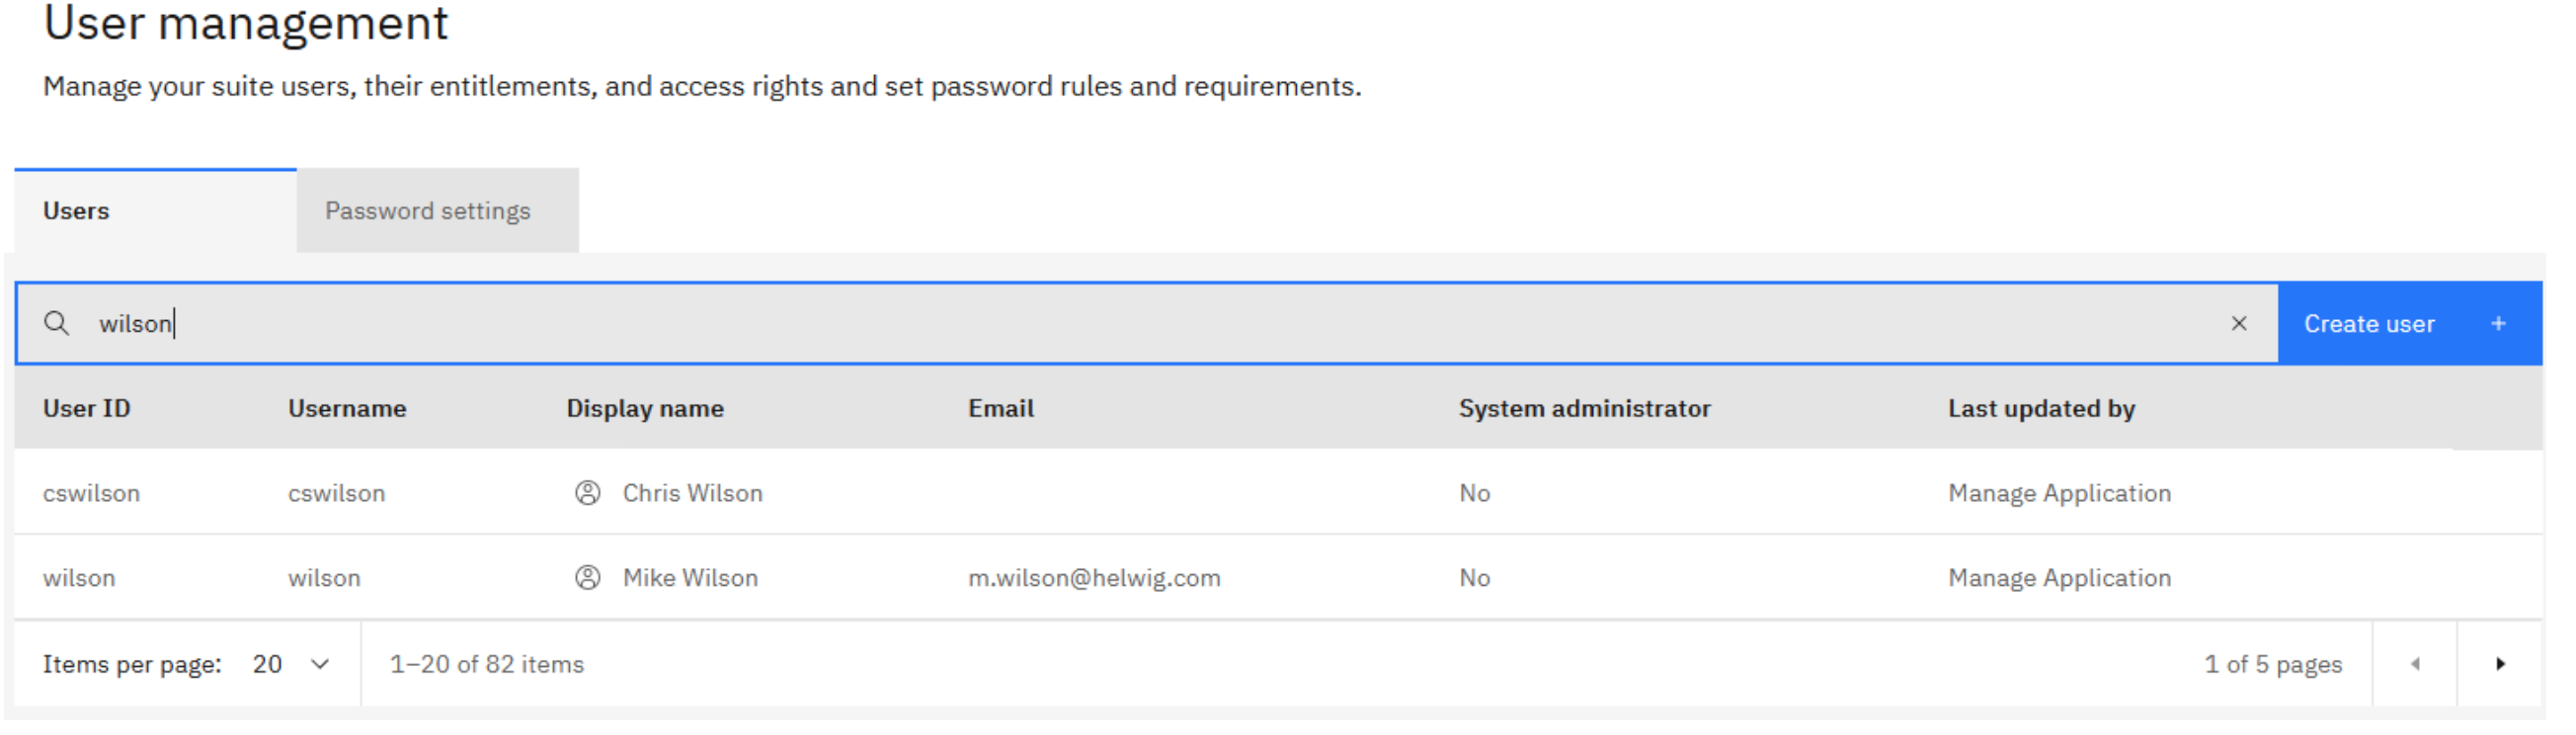 User management
Manage your suite users, their entitlements, and access rights and set password rules and requirements.
Users Password settings
wilson Create user +
User ID Username Display name Email System administrator Last updated by
cswilson cswilson Chris Wilson No Manage Application
wilson wilson Mike Wilson m.wilson@helwig.com No Manage Application
Items per page: 20 1–20 of 82 items 1 of 5 pages